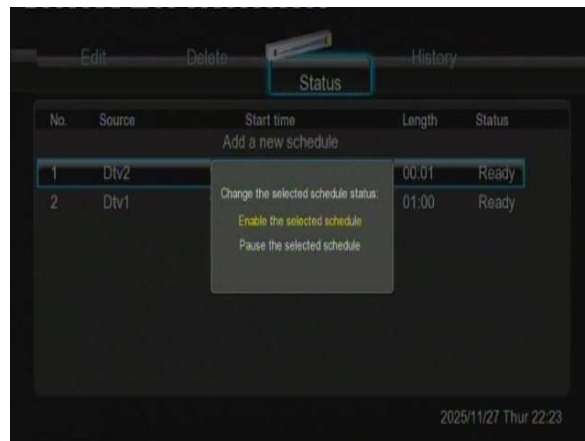 Edit Delete Status History
No. Source Start time Length Status
Add a new schedule
1 Dtv2 00:01 Ready
2 Dtv1 01:00 Ready
Change the selected schedule status:
Enable the selected schedule
Pause the selected schedule
2025/11/27 Thur 22:23